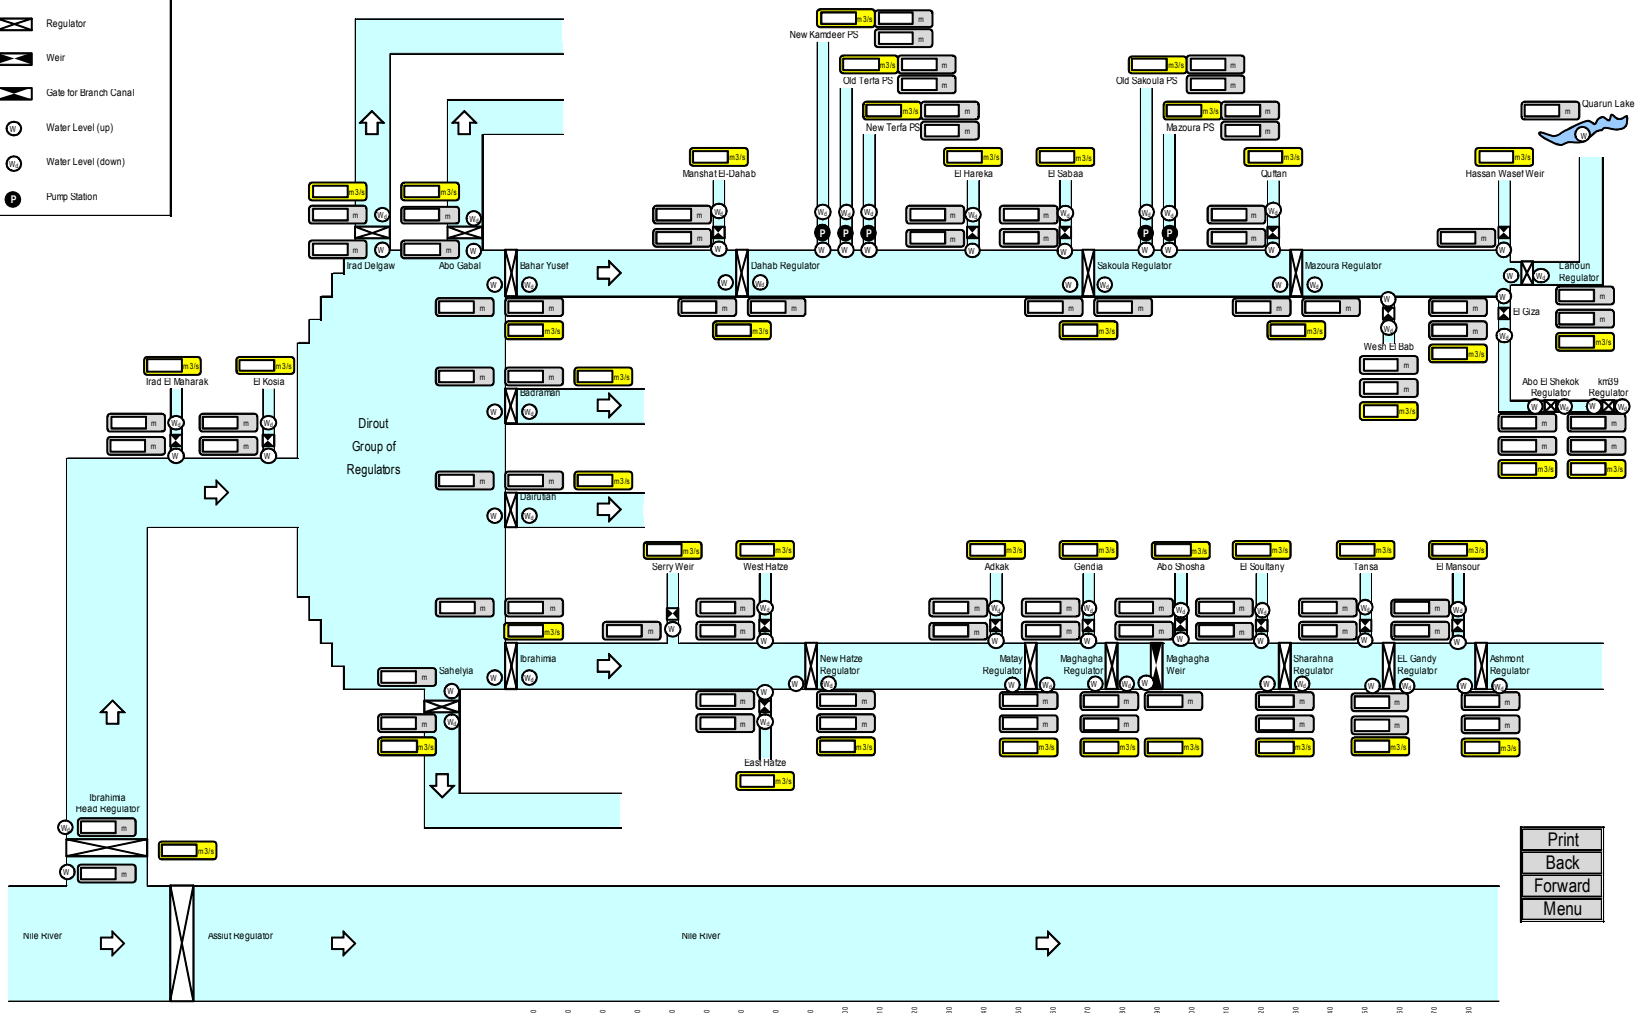 Regulator
Weir
Gate for Branch Canal
W Water Level (up)
Wd Water Level (down)
P Pump Station
New Kamdeer PS
Old Terfa PS
New Terfa PS
Old Sakoula PS
Mazoura PS
Quarun Lake
Manshat El-Dahab
El Hareka
El Sabaa
Quftan
Hassan Wasef Weir
Irad Delgaw
Abo Gabal
Bahar Yusef
Dahab Regulator
Sakoula Regulator
Mazoura Regulator
Lahoun
Regulator
El Giza
Wesh El Bab
Abo El Shekok
Regulator
km39
Regulator
Irad El Maharak
El Kosia
Badraman
Dirout
Group of
Regulators
Dairutiah
Serry Weir
West Hafze
Adkak
Gendia
Abo Shosha
El Soultany
Tansa
El Mansour
Ibrahimia
Sahelyia
New Hafze
Regulator
Matay
Regulator
Maghagha
Regulator
Maghagha
Weir
Sharahna
Regulator
EL Gandy
Regulator
Ashmont
Regulator
East Hafze
Ibrahimia
Head Regulator
Print
Back
Forward
Menu
Nile River
Assiut Regulator
Nile River